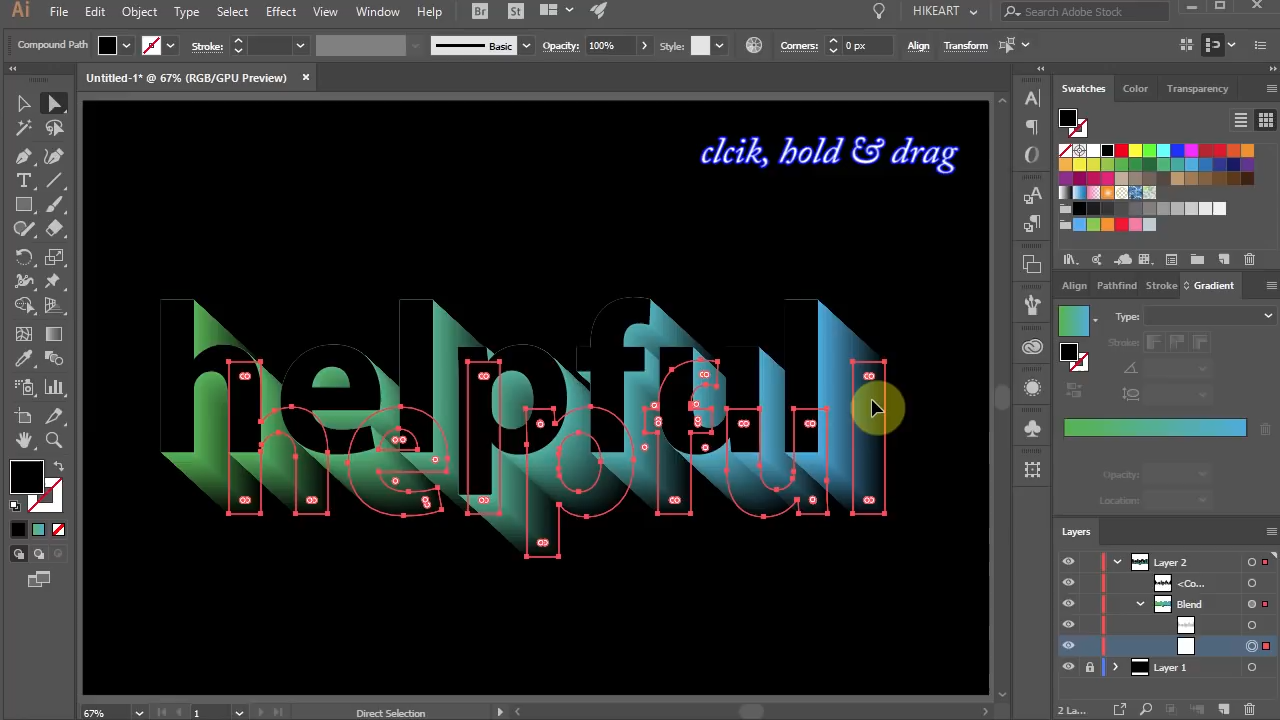 Ai File Edit Object Type Select Effect View Window Help Br St HIKEART Search Adobe Stock
Compound Path Stroke: Basic Opacity: 100% Style: Corners: 0 px Align Transform
Untitled-1* @ 67% (RGB/GPU Preview)
Swatches Color Transparency
clcik, hold & drag
helpful
Align Pathfind Stroke Gradient
Type:
Stroke:
Opacity:
Location:
Layers
Layer 2
<Co...
Blend
Layer 1
67% 1 Direct Selection 2 La...